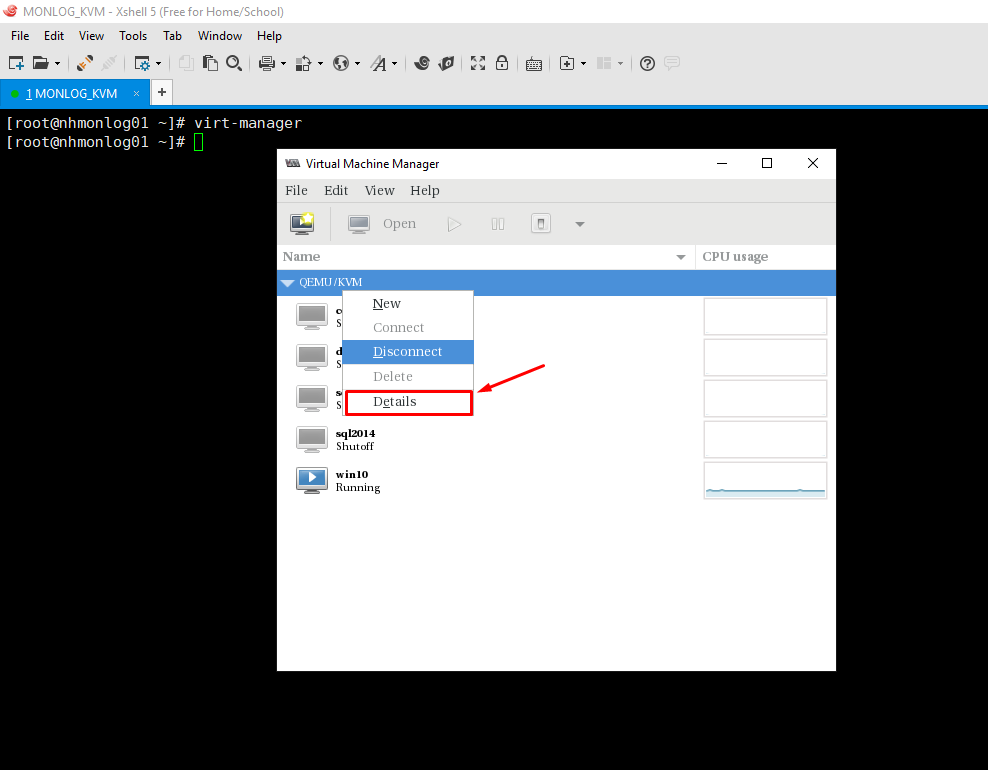 MONLOG_KVM - Xshell 5 (Free for Home/School)
File Edit View Tools Tab Window Help
1 MONLOG_KVM × +
[root@nhmonlog01 ~]# virt-manager
[root@nhmonlog01 ~]#
Virtual Machine Manager
File Edit View Help
Open
Name CPU usage
QEMU/KVM
New
Connect
Disconnect
Delete
Details
sql2014
Shutoff
win10
Running